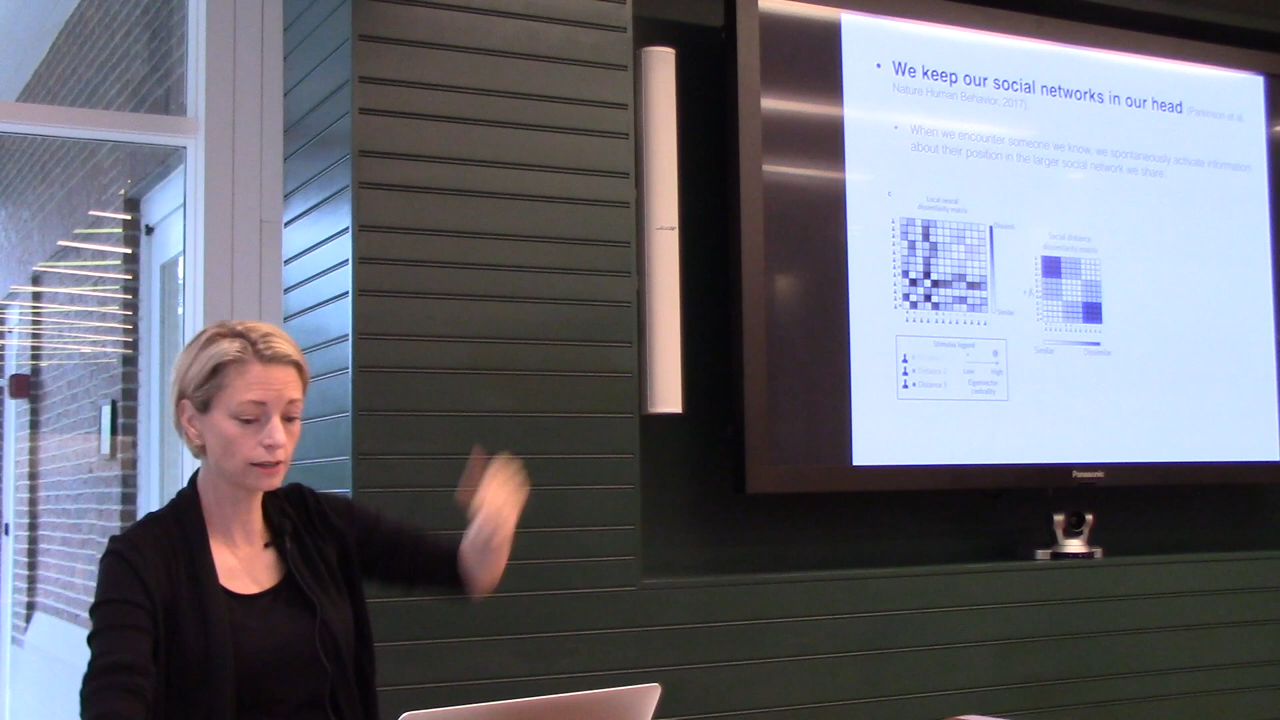 • We keep our social networks in our head (Parkinson et al.
Nature Human Behavior, 2017).
• When we encounter someone we know, we spontaneously activate information
about their position in the larger social network we share.
c
Local neural
dissimilarity matrix
Dissimilar
Similar
Social distance
dissimilarity matrix
Similar Dissimilar
Stimulus legend
Distance 2
Distance 3
Low High
Eigenvector
centrality
Panasonic